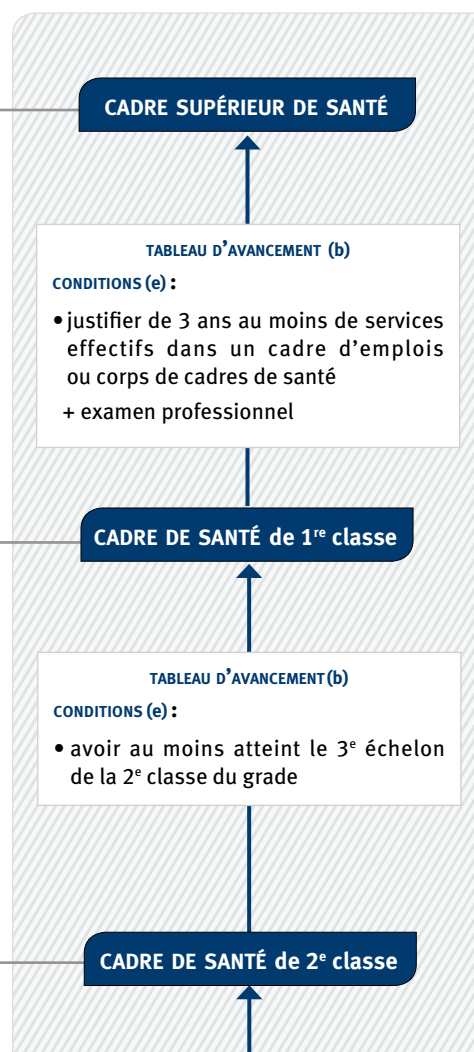 CADRE SUPÉRIEUR DE SANTÉ
TABLEAU D'AVANCEMENT (b)
CONDITIONS (e) :
• justifier de 3 ans au moins de services
effectifs dans un cadre d'emplois
ou corps de cadres de santé
+ examen professionnel
CADRE DE SANTÉ de 1re classe
TABLEAU D'AVANCEMENT (b)
CONDITIONS (e) :
• avoir au moins atteint le 3e échelon
de la 2e classe du grade
CADRE DE SANTÉ de 2e classe